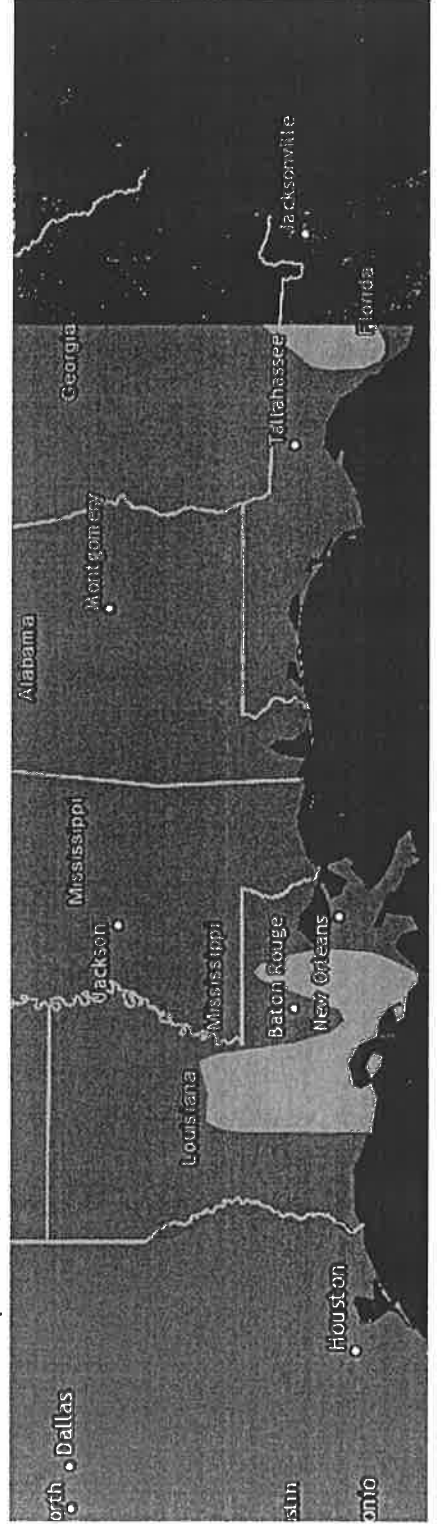 orth
Dallas
stin
onio
Houston
Louisiana
Mississippi
Jackson
Mississippi
Baton Rouge
New Orleans
Alabama
Montgomery
Georgia
Tallahassee
Florida
Jacksonville